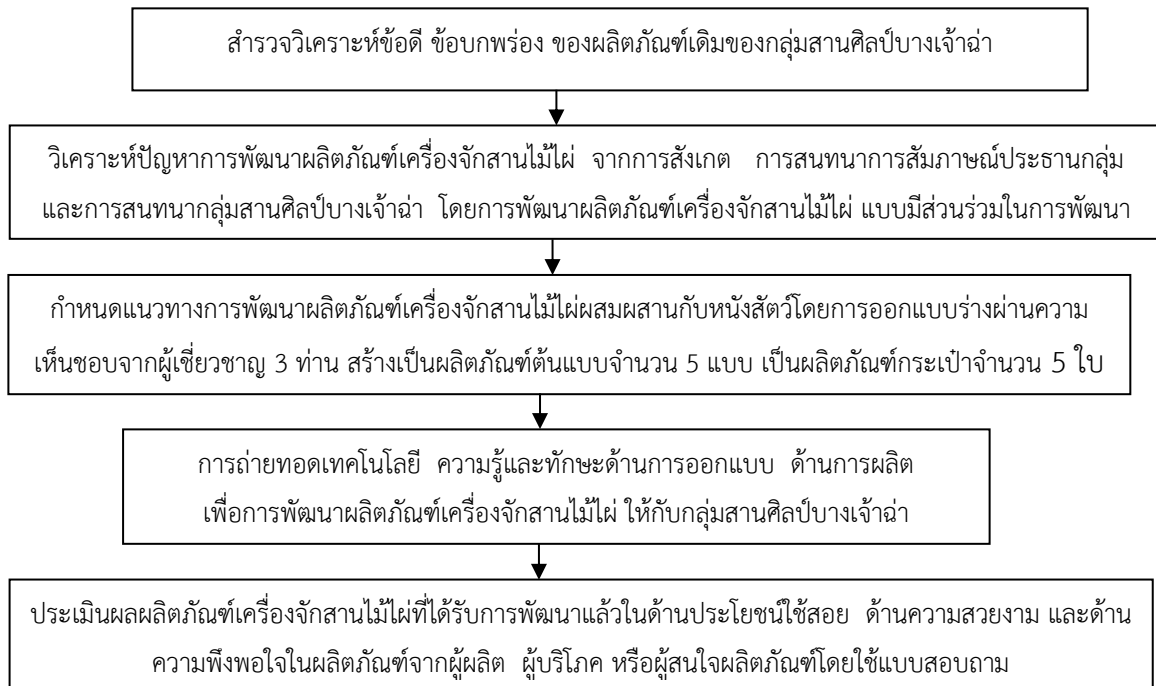 สำรวจวิเคราะห์ข้อดี ข้อบกพร่อง ของผลิตภัณฑ์เดิมของกลุ่มสานศิลป์บางเจ้าฉ่า
วิเคราะห์ปัญหาการพัฒนาผลิตภัณฑ์เครื่องจักสานไม้ไผ่ จากการสังเกต การสนทนาการสัมภาษณ์ประธานกลุ่ม
และการสนทนากลุ่มสานศิลป์บางเจ้าฉ่า โดยการพัฒนาผลิตภัณฑ์เครื่องจักสานไม้ไผ่ แบบมีส่วนร่วมในการพัฒนา
กำหนดแนวทางการพัฒนาผลิตภัณฑ์เครื่องจักสานไม้ไผ่ผสมผสานกับหนังสัตว์โดยการออกแบบร่างผ่านความ
เห็นชอบจากผู้เชี่ยวชาญ 3 ท่าน สร้างเป็นผลิตภัณฑ์ต้นแบบจำนวน 5 แบบ เป็นผลิตภัณฑ์กระเป๋าจำนวน 5 ใบ
การถ่ายทอดเทคโนโลยี ความรู้และทักษะด้านการออกแบบ ด้านการผลิต
เพื่อการพัฒนาผลิตภัณฑ์เครื่องจักสานไม้ไผ่ ให้กับกลุ่มสานศิลป์บางเจ้าฉ่า
ประเมินผลผลิตภัณฑ์เครื่องจักสานไม้ไผ่ที่ได้รับการพัฒนาแล้วในด้านประโยชน์ใช้สอย ด้านความสวยงาม และด้าน
ความพึงพอใจในผลิตภัณฑ์จากผู้ผลิต ผู้บริโภค หรือผู้สนใจผลิตภัณฑ์โดยใช้แบบสอบถาม